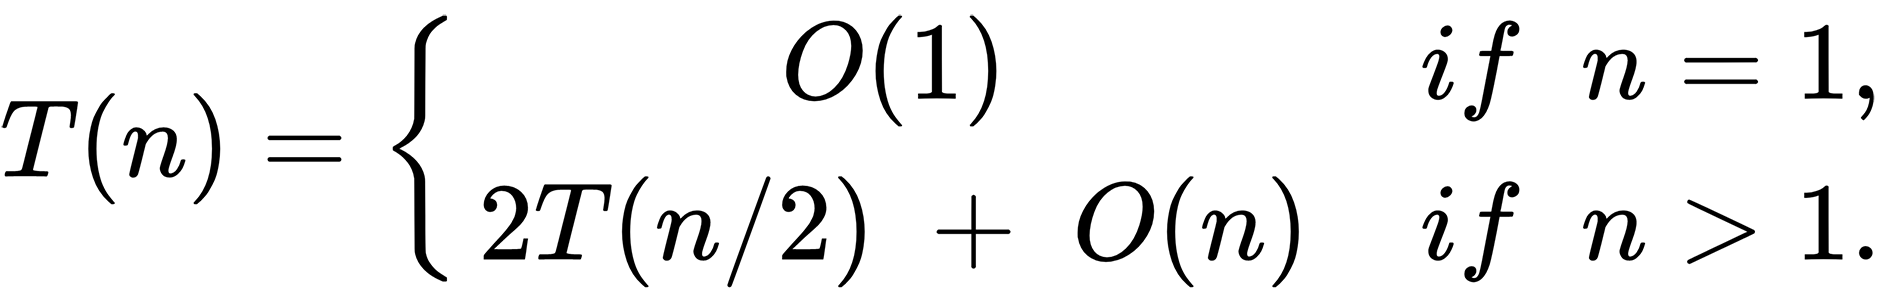 T(n) = { O(1) if n = 1,
2T(n/2) + O(n) if n > 1.